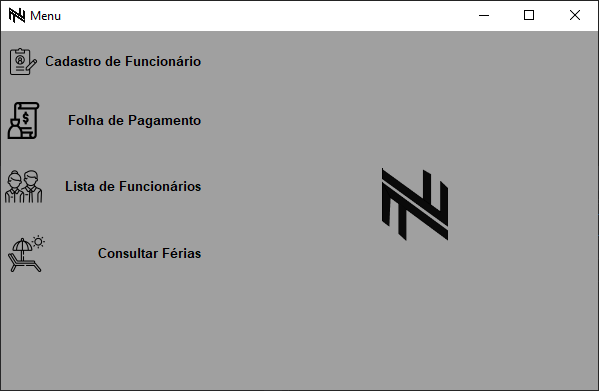 Menu
Cadastro de Funcionário
Folha de Pagamento
Lista de Funcionários
Consultar Férias